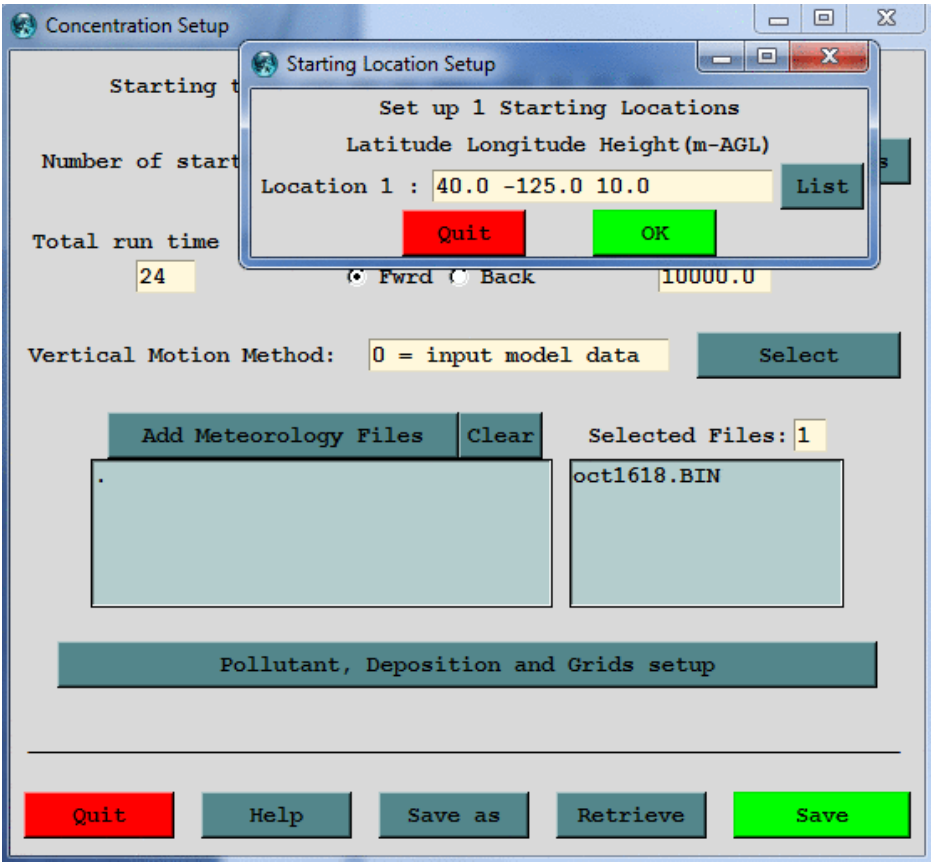 Concentration Setup
Starting Location Setup
Starting
Set up 1 Starting Locations
Latitude Longitude Height(m-AGL)
Number of start
Location 1 : 40.0 -125.0 10.0 List
Quit OK
Total run time
24 Fwrd Back 10000.0
Vertical Motion Method: 0 = input model data Select
Add Meteorology Files Clear Selected Files: 1
. oct1618.BIN
Pollutant, Deposition and Grids setup
Quit Help Save as Retrieve Save